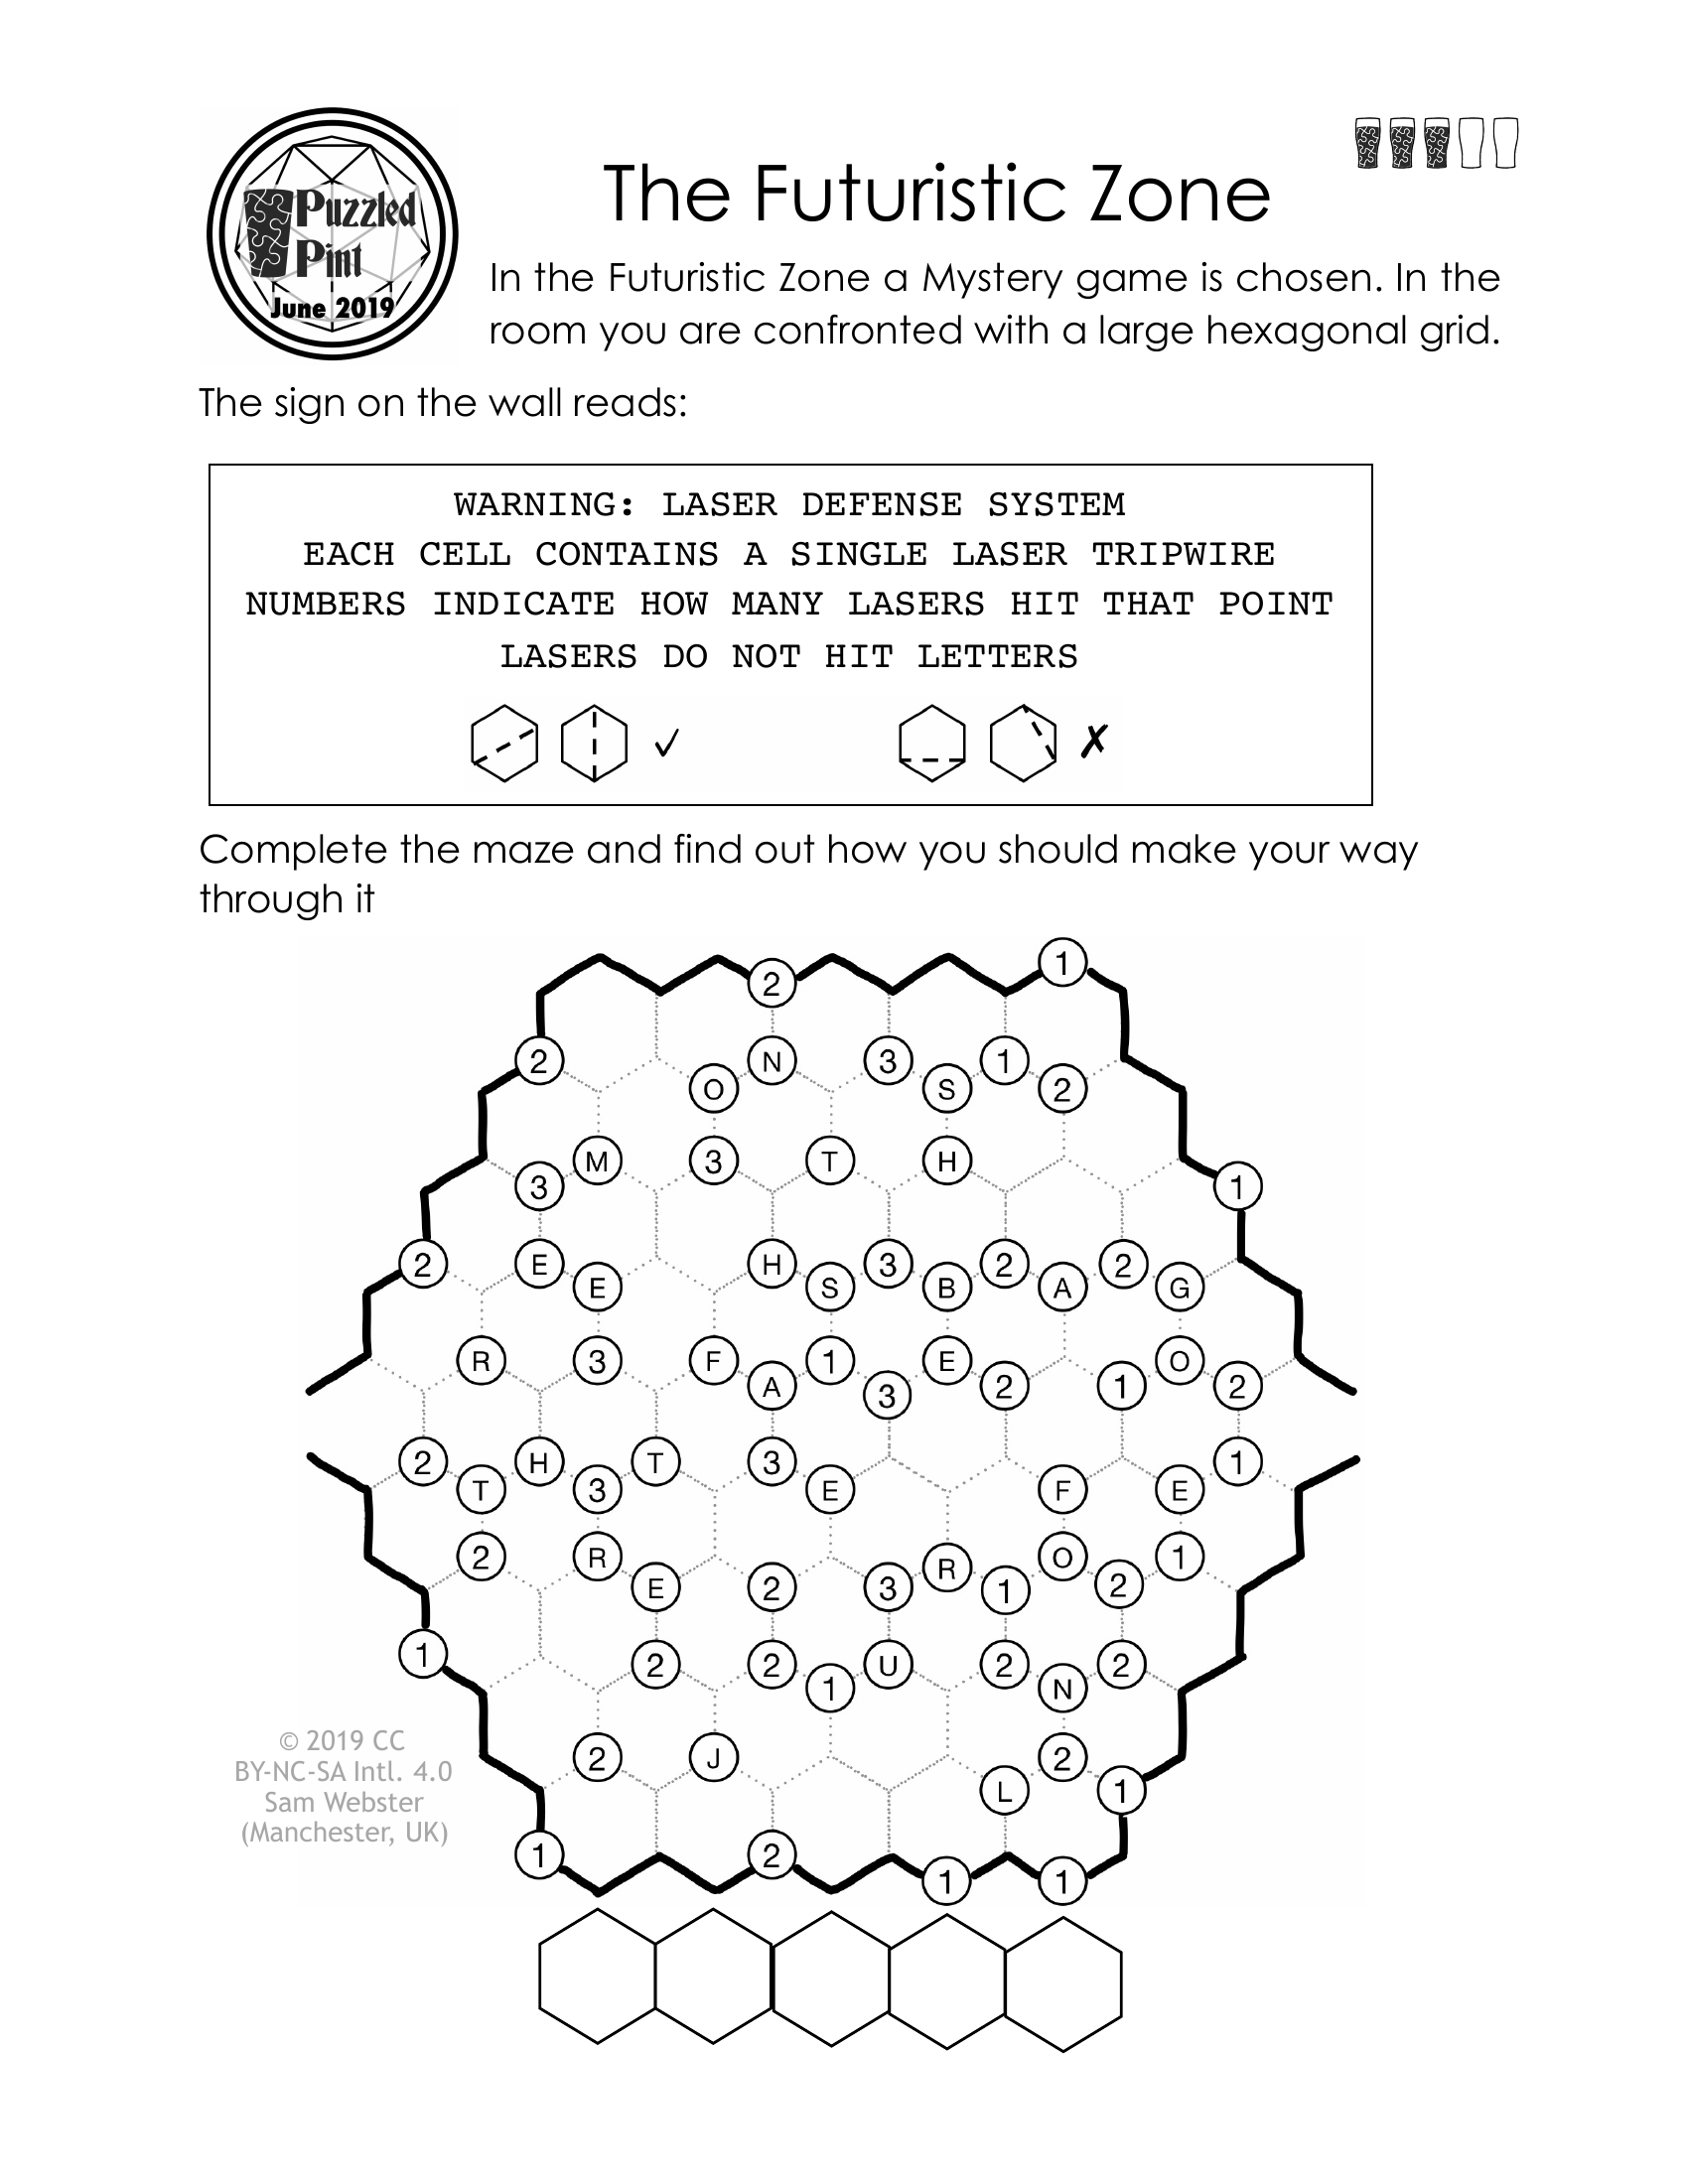 Puzzled
Pint
June 2019
The Futuristic Zone
In the Futuristic Zone a Mystery game is chosen. In the
room you are confronted with a large hexagonal grid.
The sign on the wall reads:
WARNING: LASER DEFENSE SYSTEM
EACH CELL CONTAINS A SINGLE LASER TRIPWIRE
NUMBERS INDICATE HOW MANY LASERS HIT THAT POINT
LASERS DO NOT HIT LETTERS
✓ ✗
Complete the maze and find out how you should make your way
through it
1
2
2 N 3 1
O S 2
M 3 T H
3 1
2 E H 3 2 2
E S B A G
R 3 F 1 E O
A 3 2 1 2
2 H T 3 1
T 3 E F E
2 R O 1
E 2 3 R 1 2
1 2 2 U 2 2
1 N
2 J 2
L 1
1 2
1 1
© 2019 CC
BY-NC-SA Intl. 4.0
Sam Webster
(Manchester, UK)